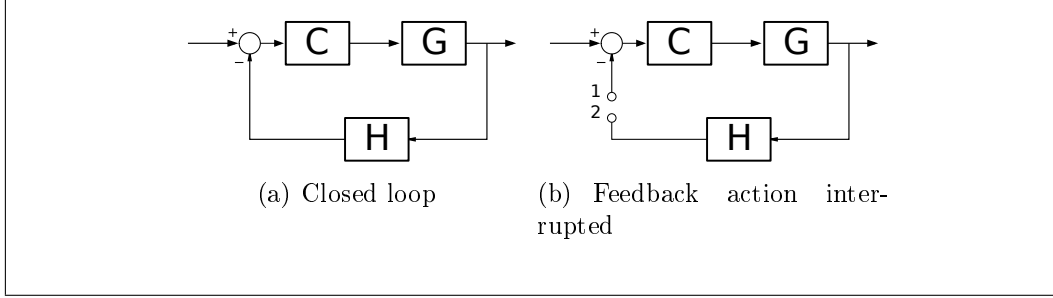 +
C
G
−
H
(a) Closed loop
+
C
G
−
1
2
H
(b) Feedback action inter-
rupted